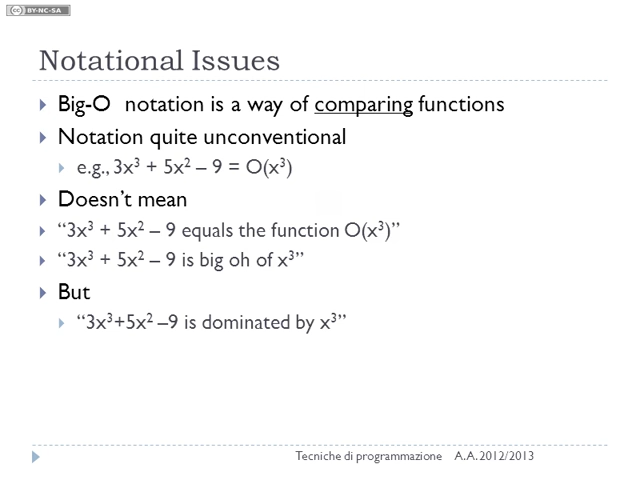 cc BY-NC-SA
Notational Issues
Big-O notation is a way of comparing functions
Notation quite unconventional
e.g., 3x³ + 5x² – 9 = O(x³)
Doesn't mean
“3x³ + 5x² – 9 equals the function O(x³)”
“3x³ + 5x² – 9 is big oh of x³”
But
“3x³+5x² –9 is dominated by x³”
Tecniche di programmazione A.A. 2012/2013